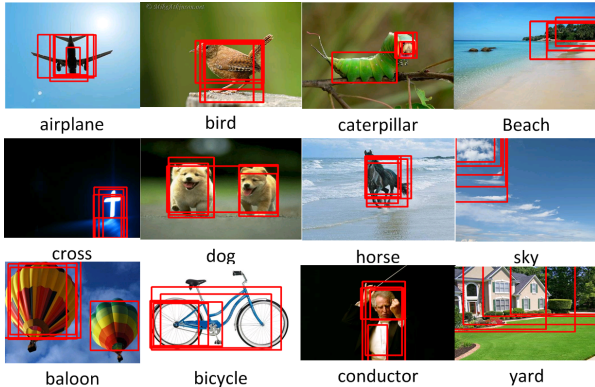 airplane
bird
caterpillar
Beach
cross
dog
horse
sky
baloon
bicycle
conductor
yard